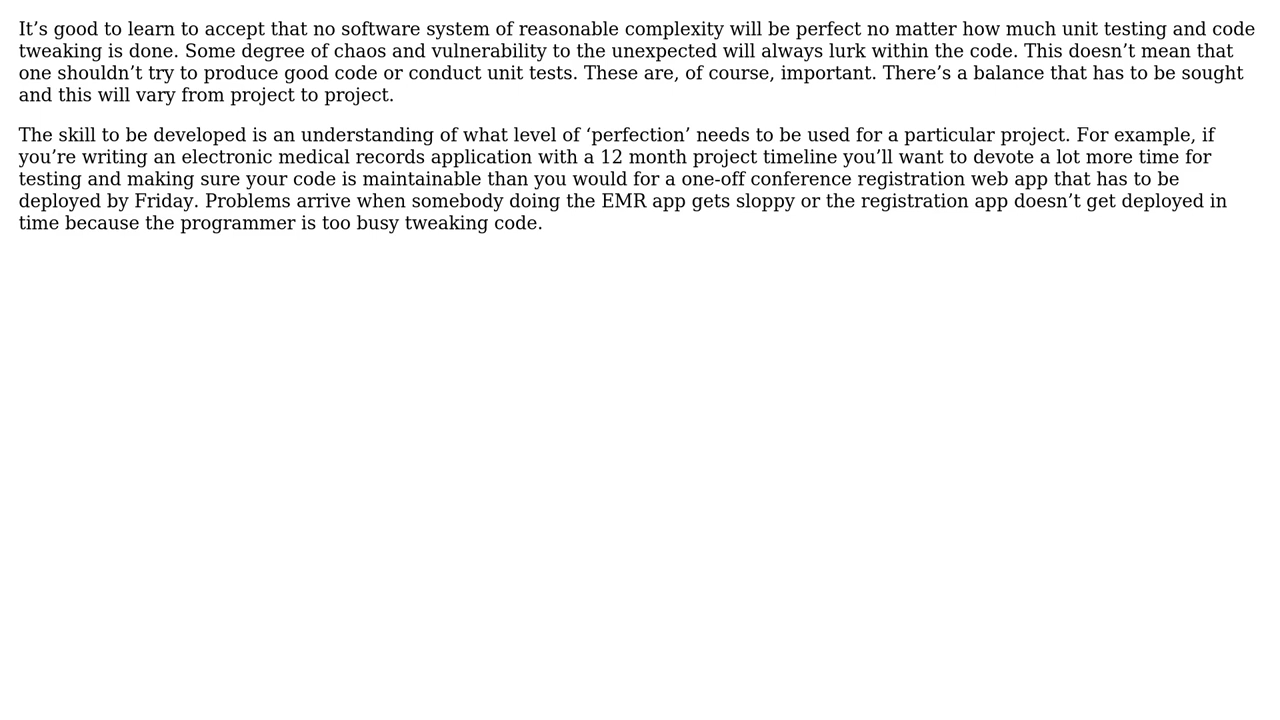 It’s good to learn to accept that no software system of reasonable complexity will be perfect no matter how much unit testing and code
tweaking is done. Some degree of chaos and vulnerability to the unexpected will always lurk within the code. This doesn’t mean that
one shouldn’t try to produce good code or conduct unit tests. These are, of course, important. There’s a balance that has to be sought
and this will vary from project to project.
The skill to be developed is an understanding of what level of ‘perfection’ needs to be used for a particular project. For example, if
you’re writing an electronic medical records application with a 12 month project timeline you’ll want to devote a lot more time for
testing and making sure your code is maintainable than you would for a one-off conference registration web app that has to be
deployed by Friday. Problems arrive when somebody doing the EMR app gets sloppy or the registration app doesn’t get deployed in
time because the programmer is too busy tweaking code.